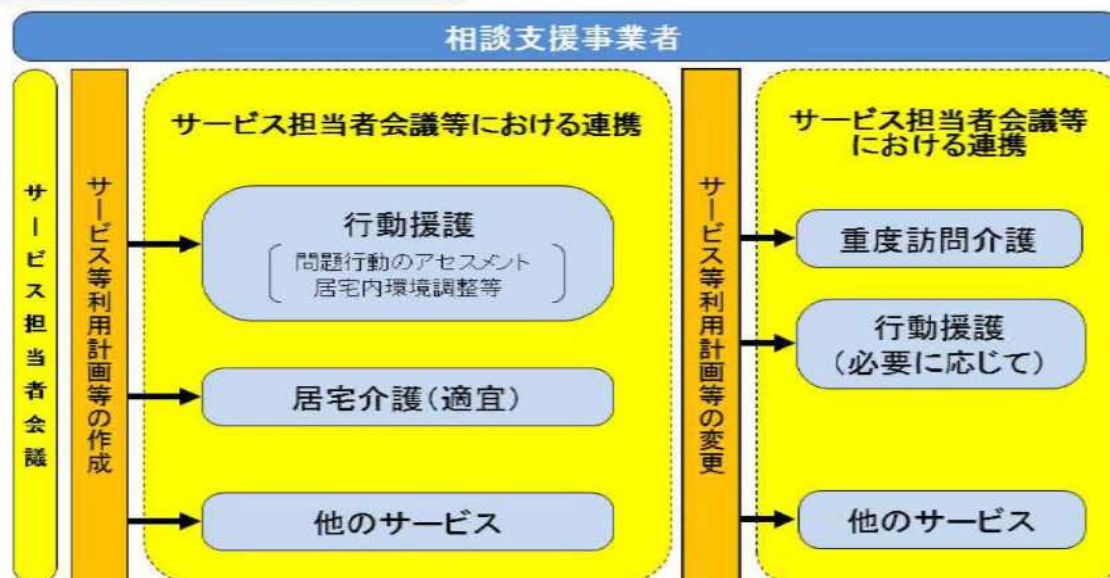 相談支援事業者
サービス担当者会議
サービス等利用計画等の作成
サービス担当者会議等における連携
行動援護
問題行動のアセスメント
居宅内環境調整等
居宅介護(適宜)
他のサービス
サービス等利用計画等の変更
サービス担当者会議等
における連携
重度訪問介護
行動援護
(必要に応じて)
他のサービス